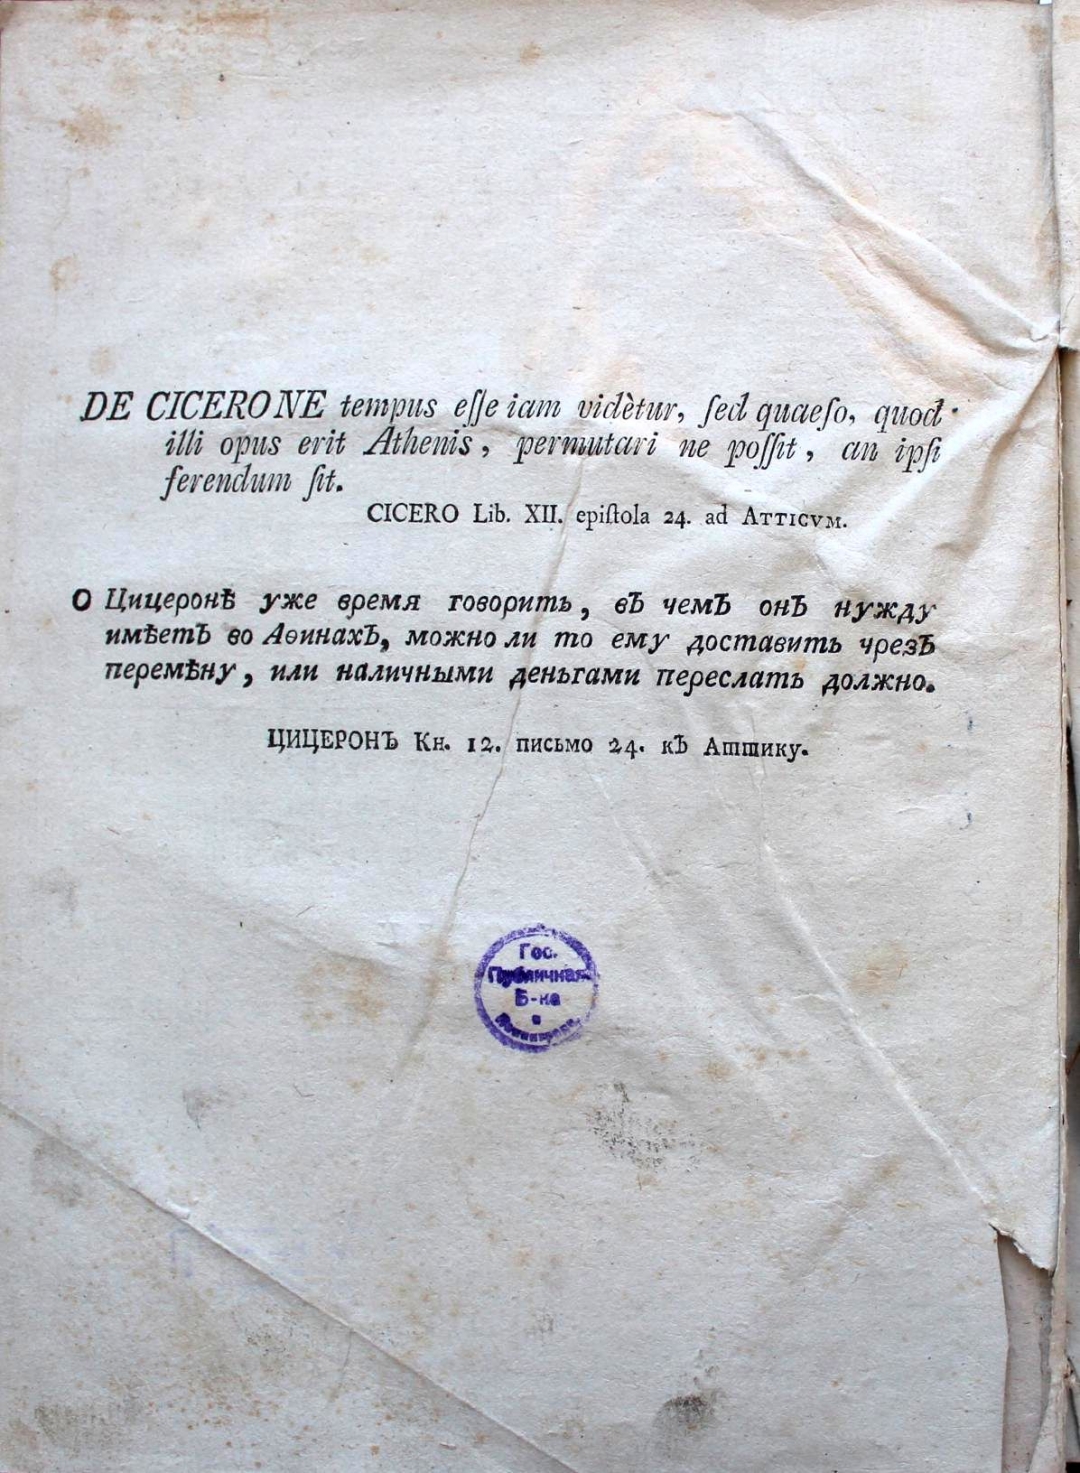 DE CICERONE tempus eſſe iam vidètur, ſed quaeſo, quod
illi opus erit Athenis, permutari ne poſſit, an ipſi
ferendum ſit.
CICERO Lib. XII. epiſtola 24. ad ATTICVM.
О Цицеронѣ уже время говорить, въ чемъ онъ нужду
имѣетъ во Аѳинахъ, можно ли то ему доставить чрезъ
перемѣну, или наличными деньгами переслать должно.
ЦИЦЕРОНЪ Кн. 12. письмо 24. къ Аттику.
Гос.
Публичная
Б-ка
в